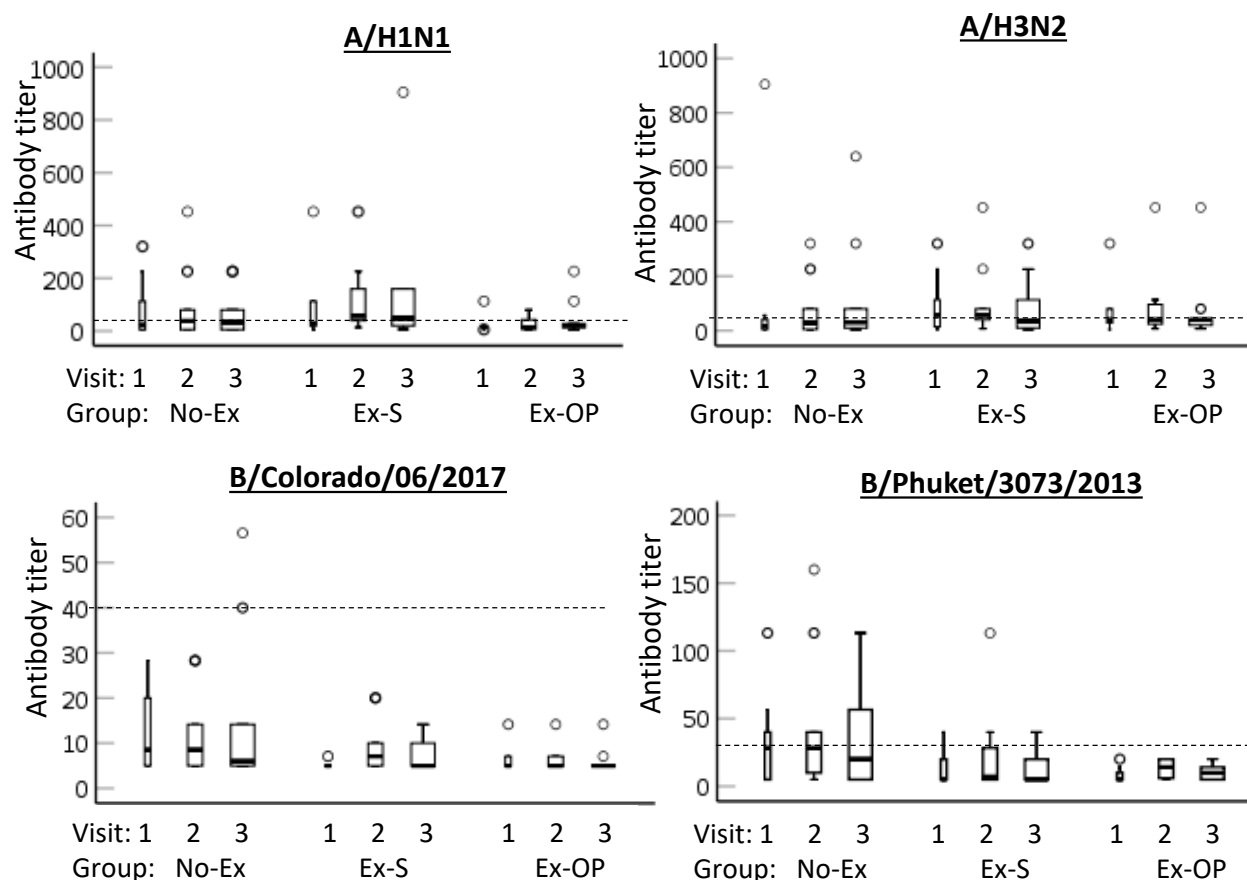 A/H1N1
Antibody titer
1000
800
600
400
200
0
Visit: 1 2 3 1 2 3 1 2 3
Group: No-Ex Ex-S Ex-OP
A/H3N2
Antibody titer
1000
800
600
400
200
0
Visit: 1 2 3 1 2 3 1 2 3
Group: No-Ex Ex-S Ex-OP
B/Colorado/06/2017
Antibody titer
60
50
40
30
20
10
0
Visit: 1 2 3 1 2 3 1 2 3
Group: No-Ex Ex-S Ex-OP
B/Phuket/3073/2013
Antibody titer
200
150
100
50
0
Visit: 1 2 3 1 2 3 1 2 3
Group: No-Ex Ex-S Ex-OP